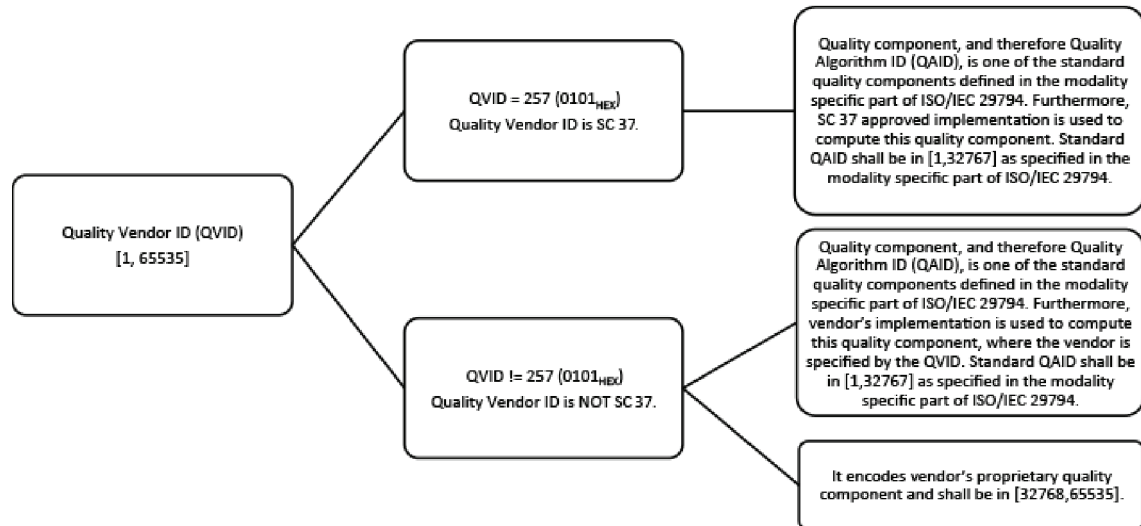 Quality Vendor ID (QVID)
[1, 65535]
QVID = 257 (0101HEX)
Quality Vendor ID is SC 37.
Quality component, and therefore Quality
Algorithm ID (QAID), is one of the standard
quality components defined in the modality
specific part of ISO/IEC 29794. Furthermore,
SC 37 approved implementation is used to
compute this quality component. Standard
QAID shall be in [1,32767] as specified in the
modality specific part of ISO/IEC 29794.
QVID != 257 (0101HEX)
Quality Vendor ID is NOT SC 37.
Quality component, and therefore Quality
Algorithm ID (QAID), is one of the standard
quality components defined in the modality
specific part of ISO/IEC 29794. Furthermore,
vendor's implementation is used to compute
this quality component, where the vendor is
specified by the QVID. Standard QAID shall be
in [1,32767] as specified in the modality
specific part of ISO/IEC 29794.
It encodes vendor's proprietary quality
component and shall be in [32768,65535].